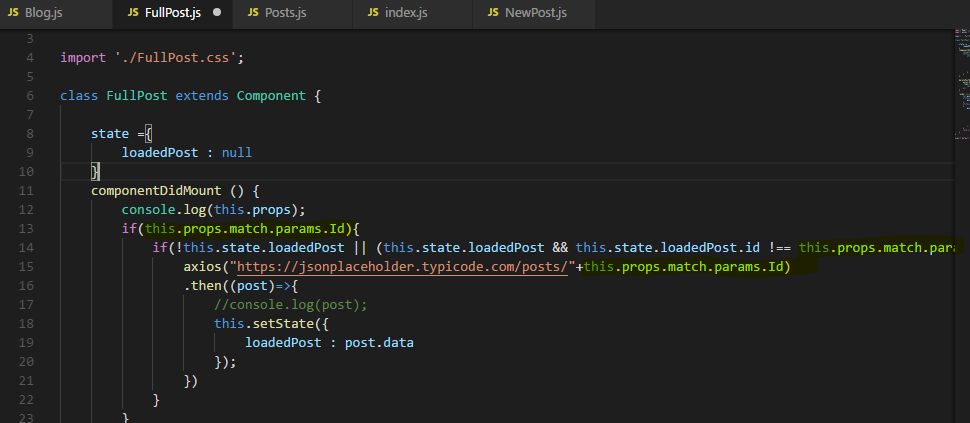 JS Blog.js JS FullPost.js JS Posts.js JS index.js JS NewPost.js
3
4 import './FullPost.css';
5
6 class FullPost extends Component {
7
8 state ={
9 loadedPost : null
10 }
11 componentDidMount () {
12 console.log(this.props);
13 if(this.props.match.params.Id){
14 if(!this.state.loadedPost || (this.state.loadedPost && this.state.loadedPost.id !== this.props.match.para
15 axios("https://jsonplaceholder.typicode.com/posts/"+this.props.match.params.Id)
16 .then((post)=>{
17 //console.log(post);
18 this.setState({
19 loadedPost : post.data
20 });
21 })
22 }
23 }